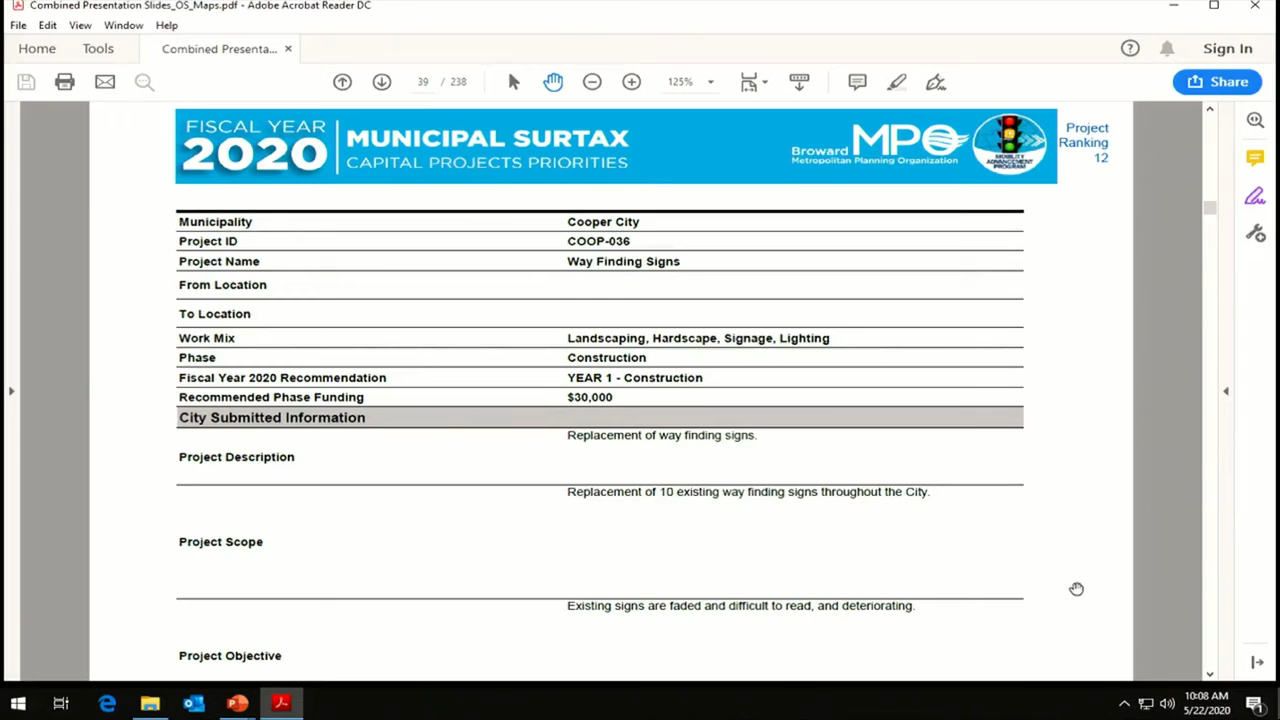 Combined Presentation Slides_OS_Maps.pdf - Adobe Acrobat Reader DC
File Edit View Window Help
Home Tools Combined Presenta... × Sign In
39 / 238 125% Share
FISCAL YEAR
2020
MUNICIPAL SURTAX
CAPITAL PROJECTS PRIORITIES
Broward MPO
Metropolitan Planning Organization
MOBILITY
ADVANCEMENT
PROGRAM
Project
Ranking
12
Municipality Cooper City
Project ID COOP-036
Project Name Way Finding Signs
From Location
To Location
Work Mix Landscaping, Hardscape, Signage, Lighting
Phase Construction
Fiscal Year 2020 Recommendation YEAR 1 - Construction
Recommended Phase Funding $30,000
City Submitted Information
Replacement of way finding signs.
Project Description
Replacement of 10 existing way finding signs throughout the City.
Project Scope
Existing signs are faded and difficult to read, and deteriorating.
Project Objective
10:08 AM
5/22/2020
1